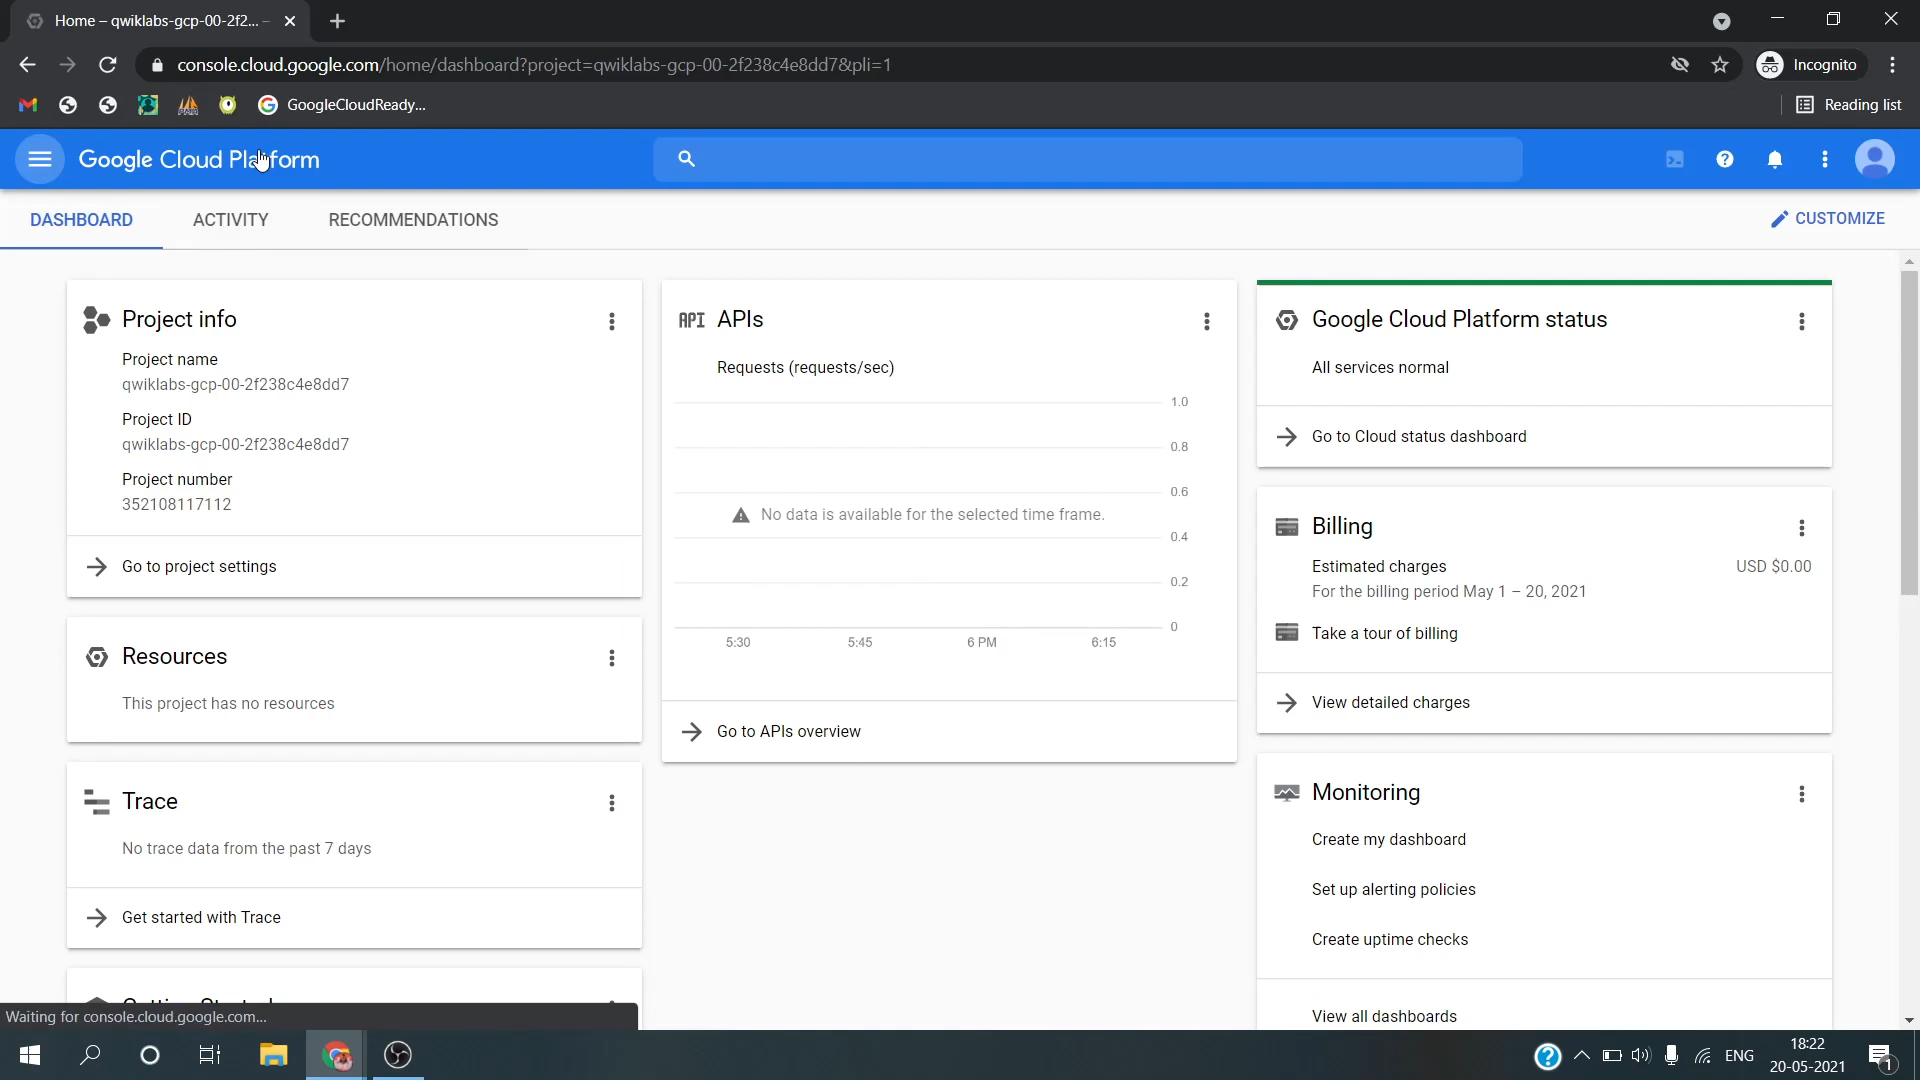 Home – qwiklabs-gcp-00-2f2... –
console.cloud.google.com/home/dashboard?project=qwiklabs-gcp-00-2f238c4e8dd7&pli=1
Incognito
GoogleCloudReady...
Reading list
Google Cloud Platform
DASHBOARD
ACTIVITY
RECOMMENDATIONS
CUSTOMIZE
Project info
Project name
qwiklabs-gcp-00-2f238c4e8dd7
Project ID
qwiklabs-gcp-00-2f238c4e8dd7
Project number
352108117112
Go to project settings
Resources
This project has no resources
Trace
No trace data from the past 7 days
Get started with Trace
API APIs
Requests (requests/sec)
1.0
0.8
0.6
No data is available for the selected time frame.
0.4
0.2
0
5:30 5:45 6 PM 6:15
Go to APIs overview
Google Cloud Platform status
All services normal
Go to Cloud status dashboard
Billing
Estimated charges USD $0.00
For the billing period May 1 – 20, 2021
Take a tour of billing
View detailed charges
Monitoring
Create my dashboard
Set up alerting policies
Create uptime checks
View all dashboards
Waiting for console.cloud.google.com...
ENG
18:22
20-05-2021
1